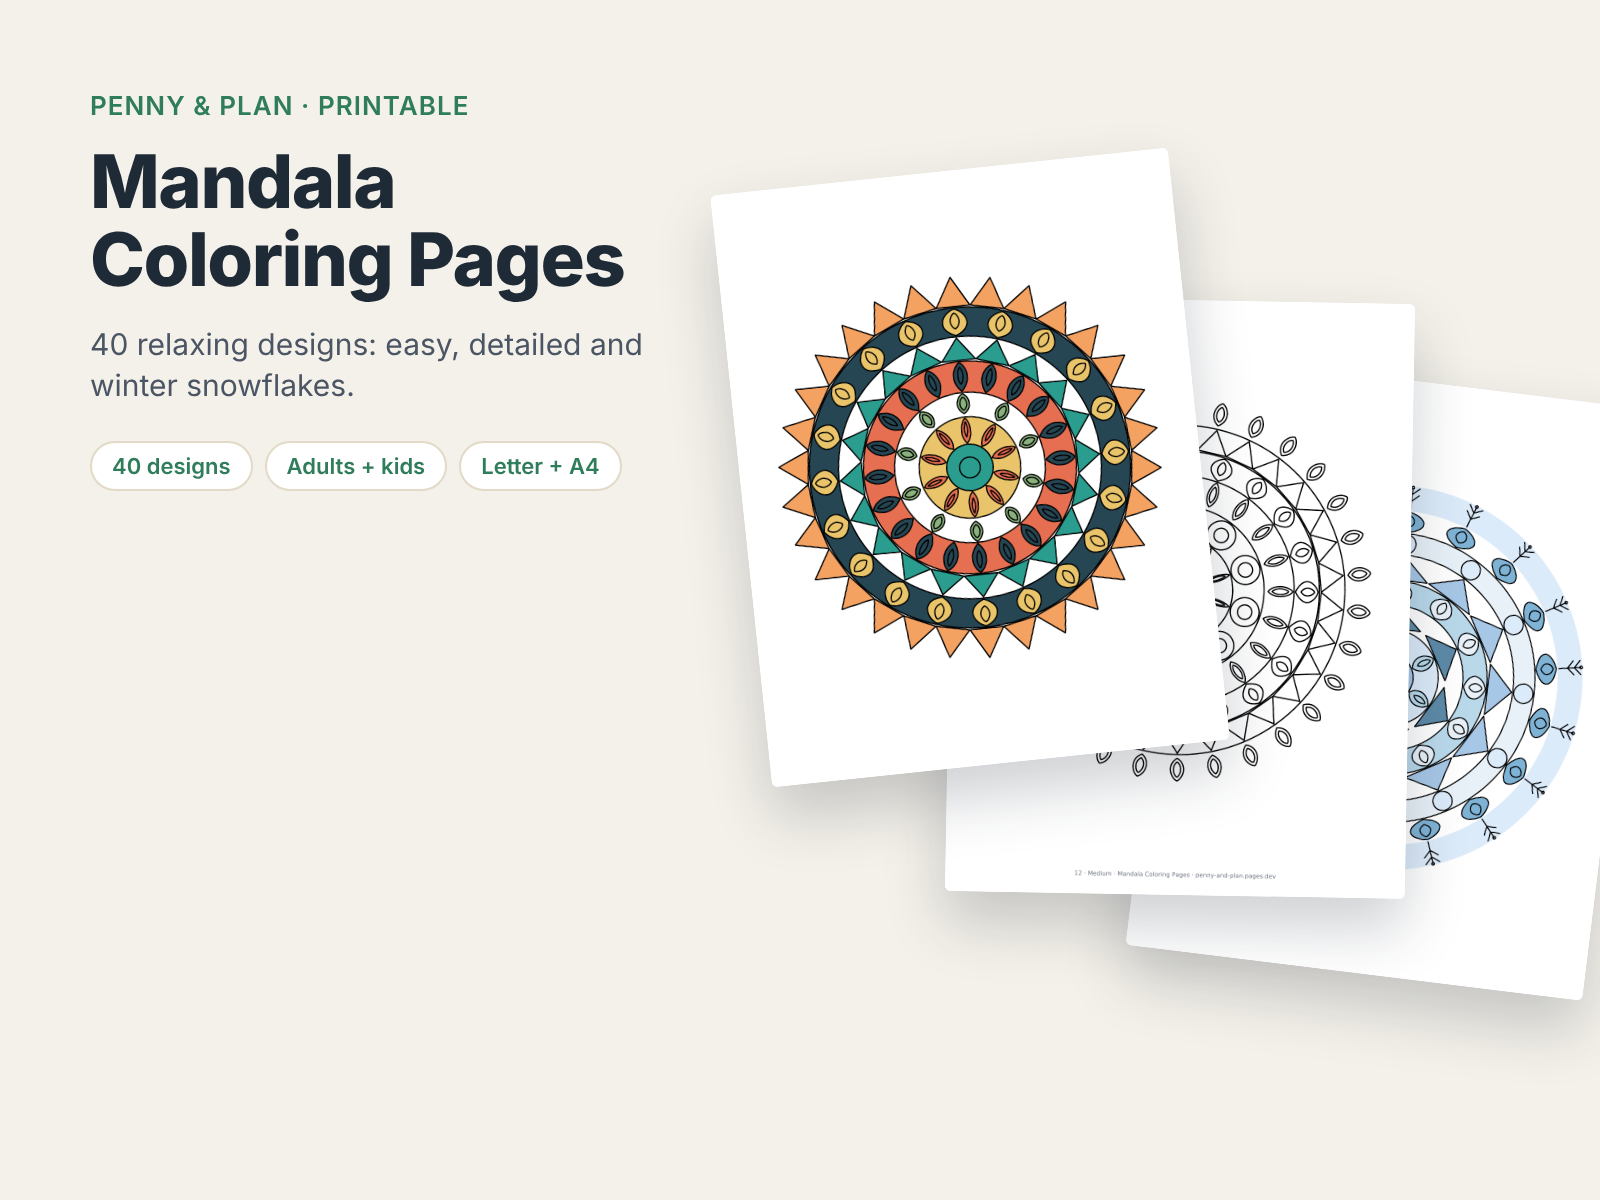 PENNY & PLAN · PRINTABLE
Mandala
Coloring Pages
40 relaxing designs: easy, detailed and
winter snowflakes.
40 designs
Adults + kids
Letter + A4
12 · Medium · Mandala Coloring Pages · penny-and-plan.pages.dev